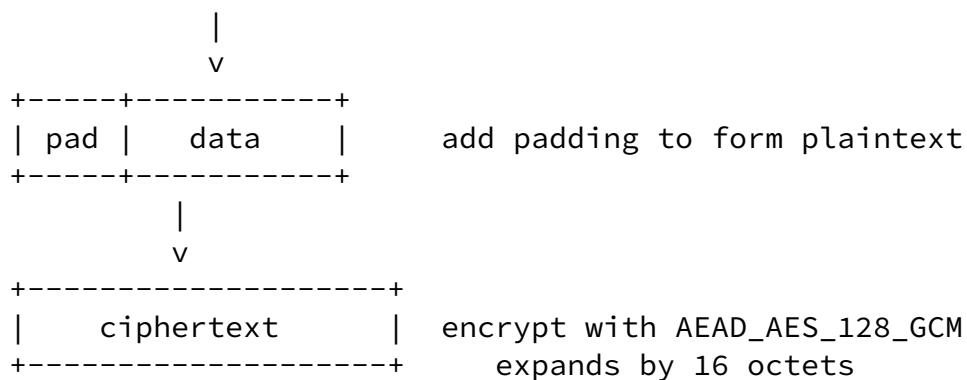 |
            v
+-----+-----------+
| pad |   data    |     add padding to form plaintext
+-----+-----------+
         |
         v
+--------------------+
|    ciphertext      |  encrypt with AEAD_AES_128_GCM
+--------------------+     expands by 16 octets